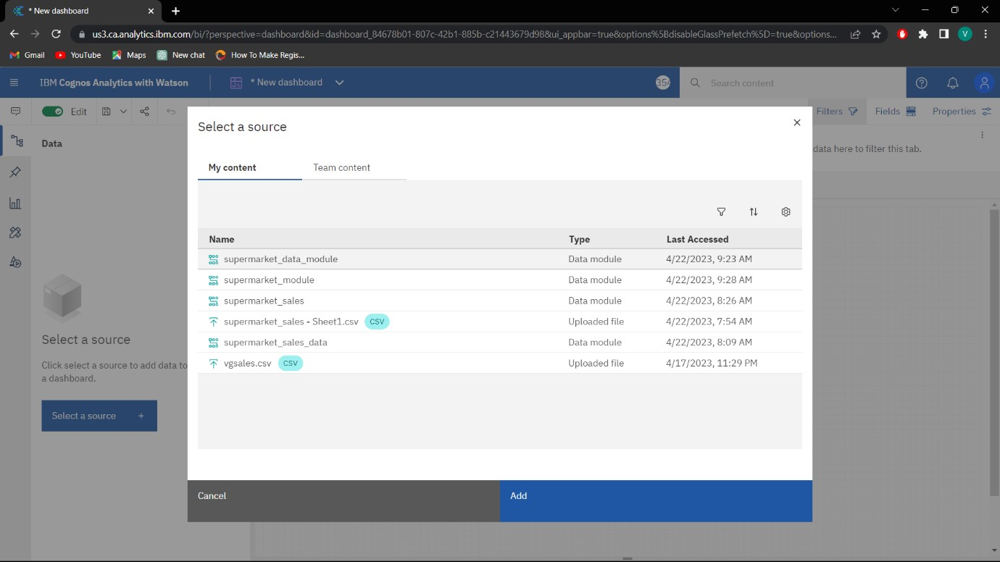 * New dashboard
us3.ca.analytics.ibm.com/bi/?perspective=dashboard&id=dashboard_84678b01-807c-42b1-885b-c21443679d98&ui_appbar=true&options%5BdisableGlassPrefetch%5D=true&options...
V
Gmail YouTube Maps New chat How To Make Regis...
IBM Cognos Analytics with Watson * New dashboard 354 Search content
Edit Filters Fields Properties
Data
data here to filter this tab.
Select a source
My content Team content
Name Type Last Accessed
supermarket_data_module Data module 4/22/2023, 9:23 AM
supermarket_module Data module 4/22/2023, 9:28 AM
supermarket_sales Data module 4/22/2023, 8:26 AM
supermarket_sales - Sheet1.csv CSV Uploaded file 4/22/2023, 7:54 AM
supermarket_sales_data Data module 4/22/2023, 8:09 AM
vgsales.csv CSV Uploaded file 4/17/2023, 11:29 PM
Select a source
Click select a source to add data to
a dashboard.
Select a source +
Cancel Add